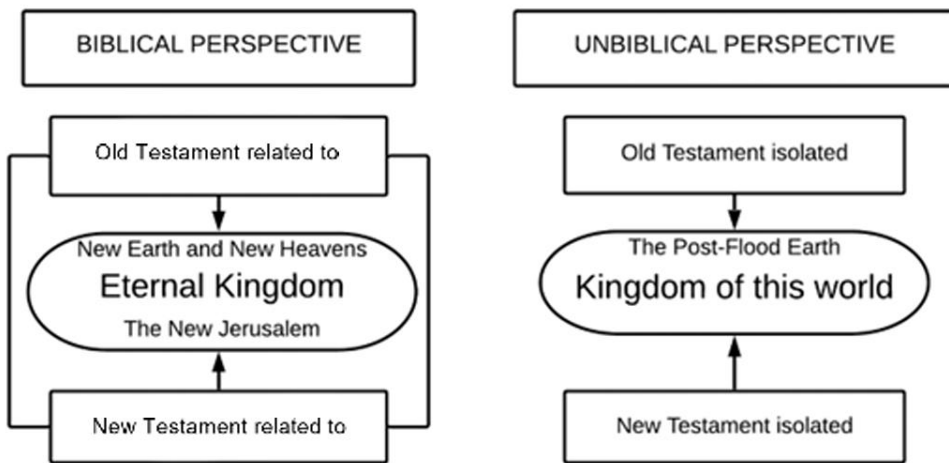 BIBLICAL PERSPECTIVE
Old Testament related to
New Earth and New Heavens
Eternal Kingdom
The New Jerusalem
New Testament related to
UNBIBLICAL PERSPECTIVE
Old Testament isolated
The Post-Flood Earth
Kingdom of this world
New Testament isolated